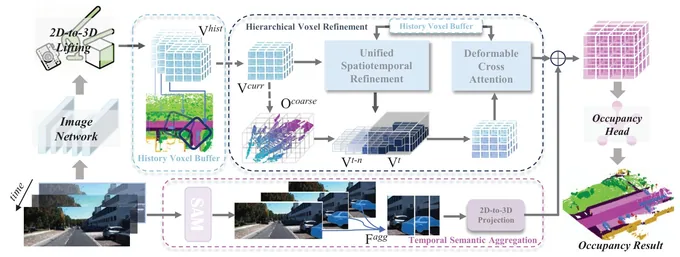 2D-to-3D
Lifting
Image
Network
time
V^hist
History Voxel Buffer
Hierarchical Voxel Refinement
History Voxel Buffer
V^curr
O^coarse
Unified
Spatiotemporal
Refinement
Deformable
Cross
Attention
V^t-n
V^t
SAM
F^agg
2D-to-3D
Projection
Temporal Semantic Aggregation
Occupancy
Head
Occupancy Result